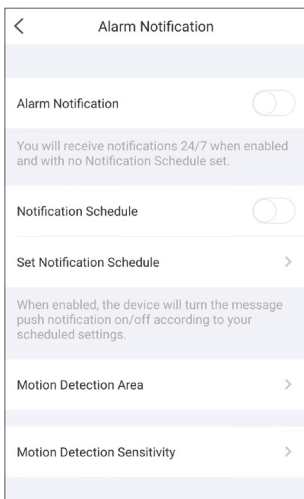 Alarm Notification
Alarm Notification
You will receive notifications 24/7 when enabled
and with no Notification Schedule set.
Notification Schedule
Set Notification Schedule
When enabled, the device will turn the message
push notification on/off according to your
scheduled settings.
Motion Detection Area
Motion Detection Sensitivity